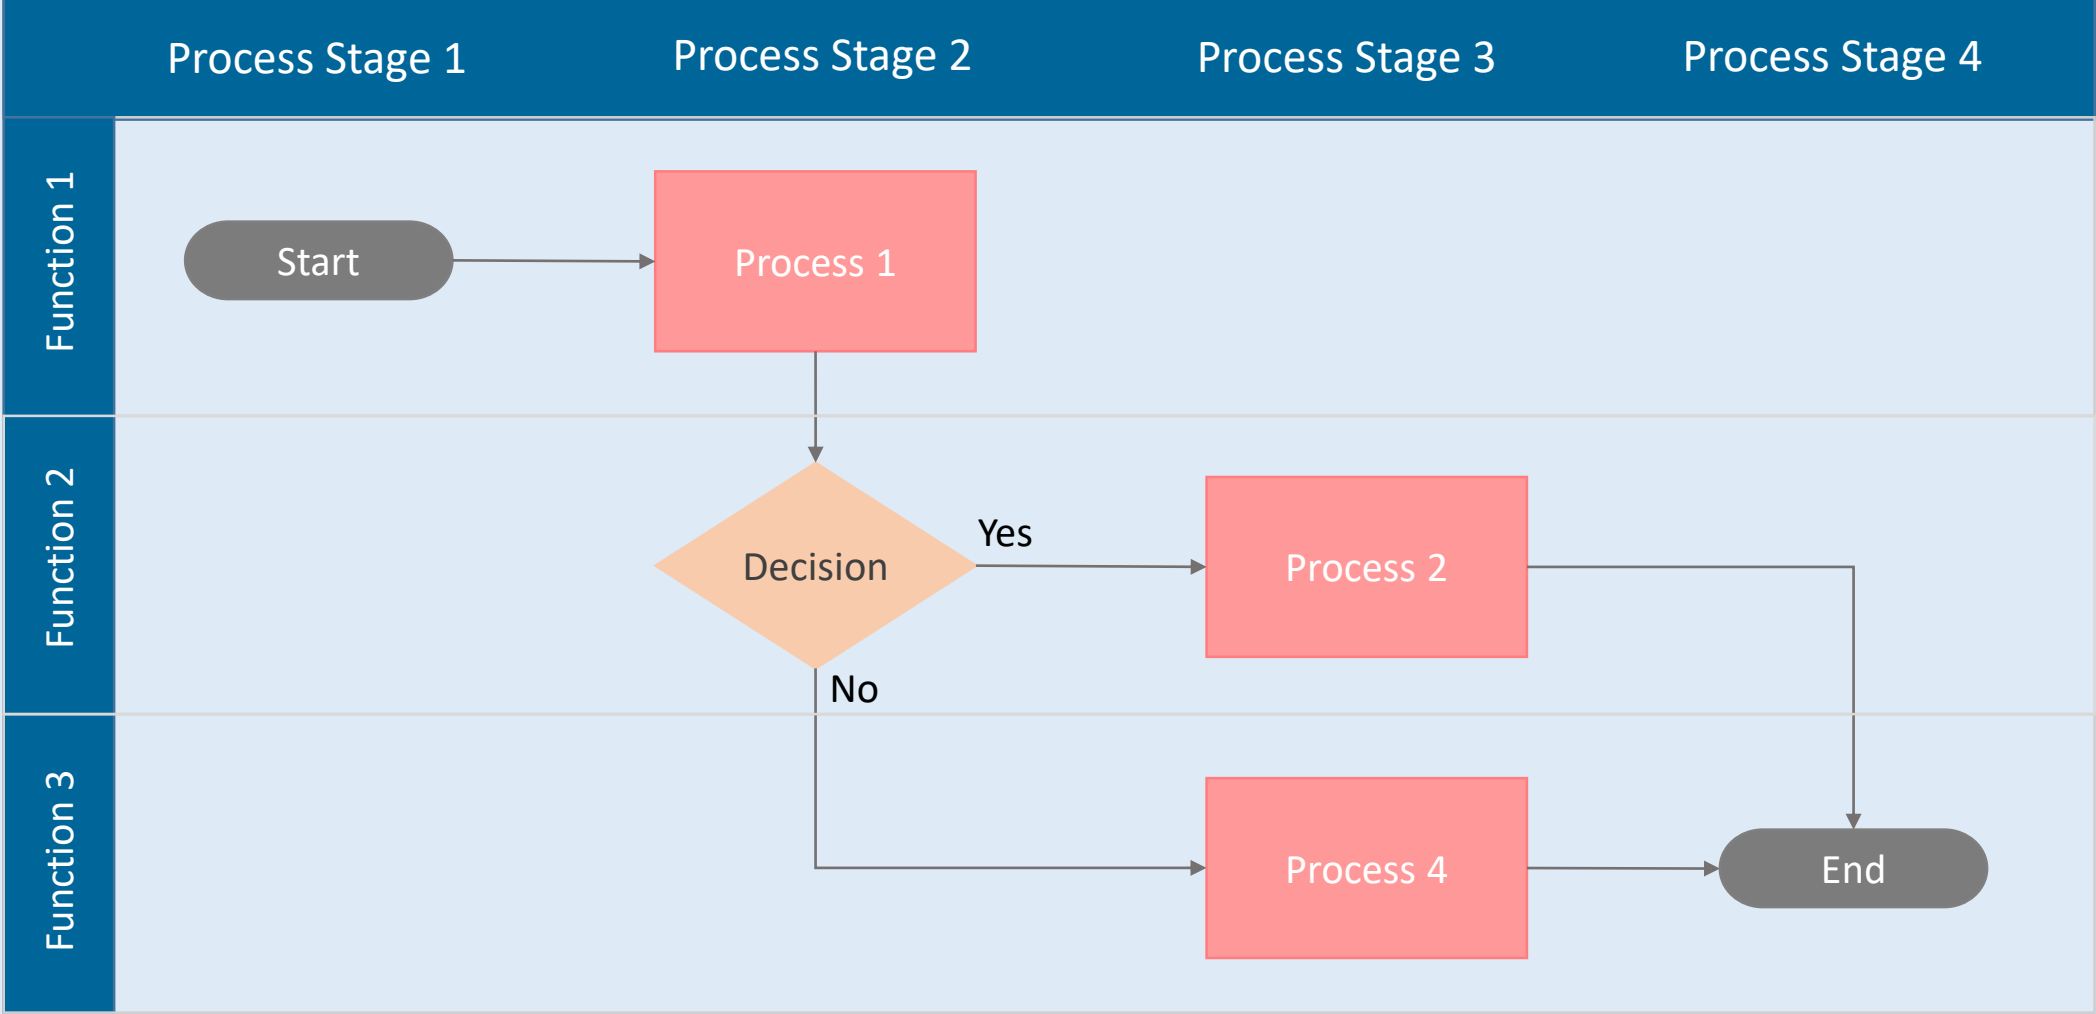 Process Stage 1
Process Stage 2
Process Stage 3
Process Stage 4
Function 1
Start
Process 1
Function 2
Decision
Yes
Process 2
No
Function 3
Process 4
End